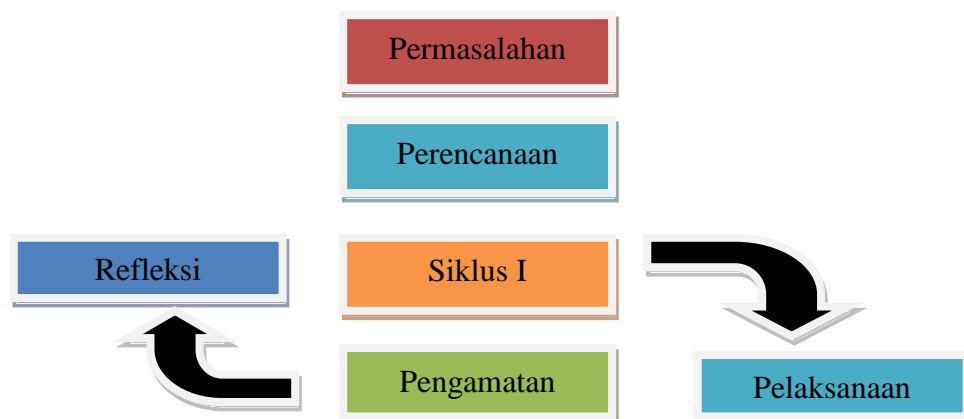 Permasalahan
Perencanaan
Refleksi
Siklus I
Pengamatan
Pelaksanaan